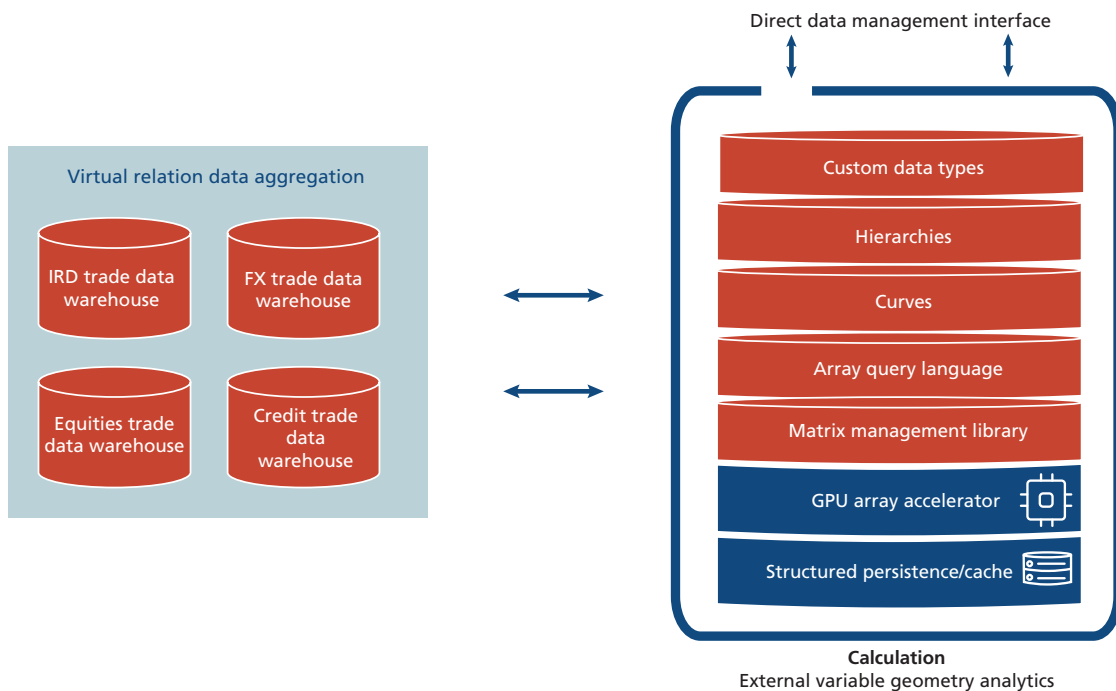 Direct data management interface
Virtual relation data aggregation
IRD trade data
warehouse
FX trade data
warehouse
Equities trade
data warehouse
Credit trade
data
warehouse
Custom data types
Hierarchies
Curves
Array query language
Matrix management library
GPU array accelerator
Structured persistence/cache
Calculation
External variable geometry analytics